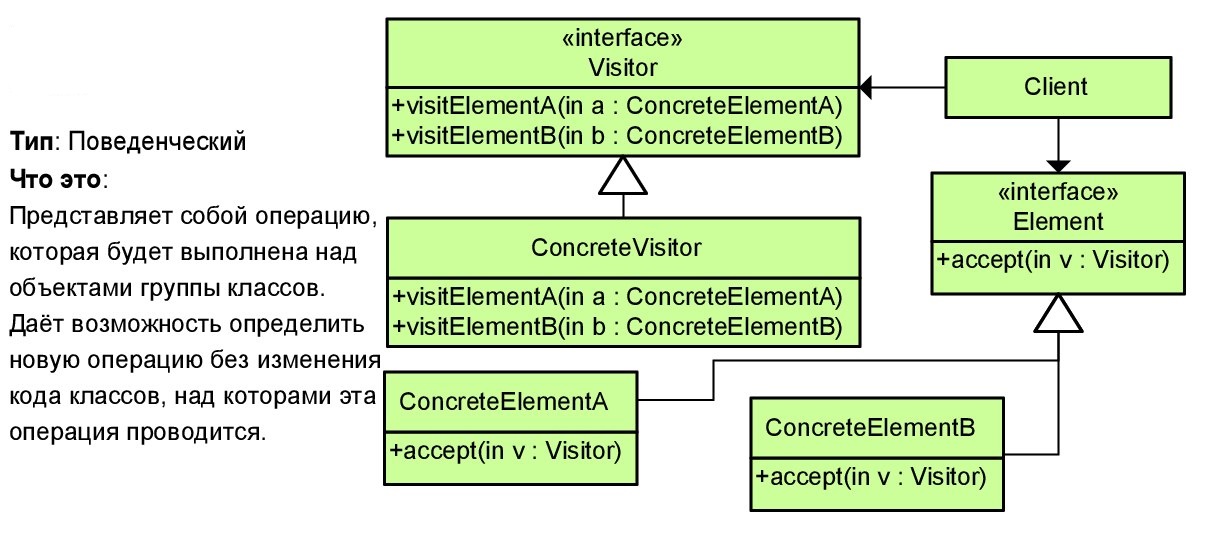 Тип: Поведенческий
Что это:
Представляет собой операцию,
которая будет выполнена над
объектами группы классов.
Даёт возможность определить
новую операцию без изменения
кода классов, над которами эта
операция проводится.
«interface»
Visitor
+visitElementA(in a : ConcreteElementA)
+visitElementB(in b : ConcreteElementB)
Client
«interface»
Element
+accept(in v : Visitor)
ConcreteVisitor
+visitElementA(in a : ConcreteElementA)
+visitElementB(in b : ConcreteElementB)
ConcreteElementA
+accept(in v : Visitor)
ConcreteElementB
+accept(in v : Visitor)